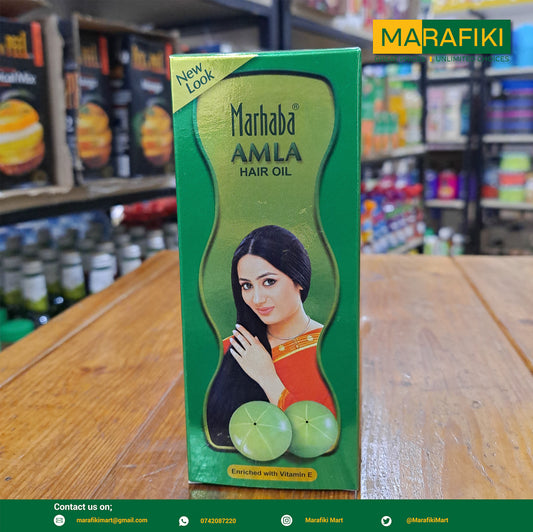 MARAFIKI
UNLIMITED CHOICES
New
Look
Marhaba®
AMLA
HAIR OIL
Enriched with Vitamin E
Contact us on;
marafikimart@gmail.com
0742087220
Marafiki Mart
@MarafikiMart